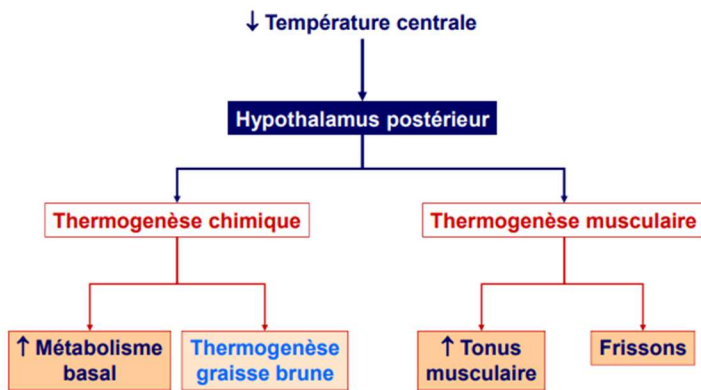 ↓ Température centrale
Hypothalamus postérieur
Thermogenèse chimique
Thermogenèse musculaire
↑ Métabolisme
basal
Thermogenèse
graisse brune
↑ Tonus
musculaire
Frissons